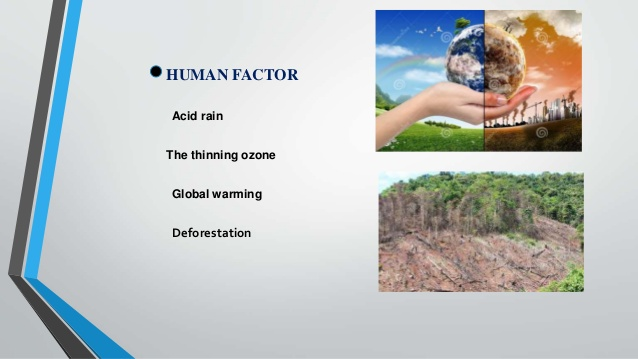 HUMAN FACTOR
Acid rain
The thinning ozone
Global warming
Deforestation